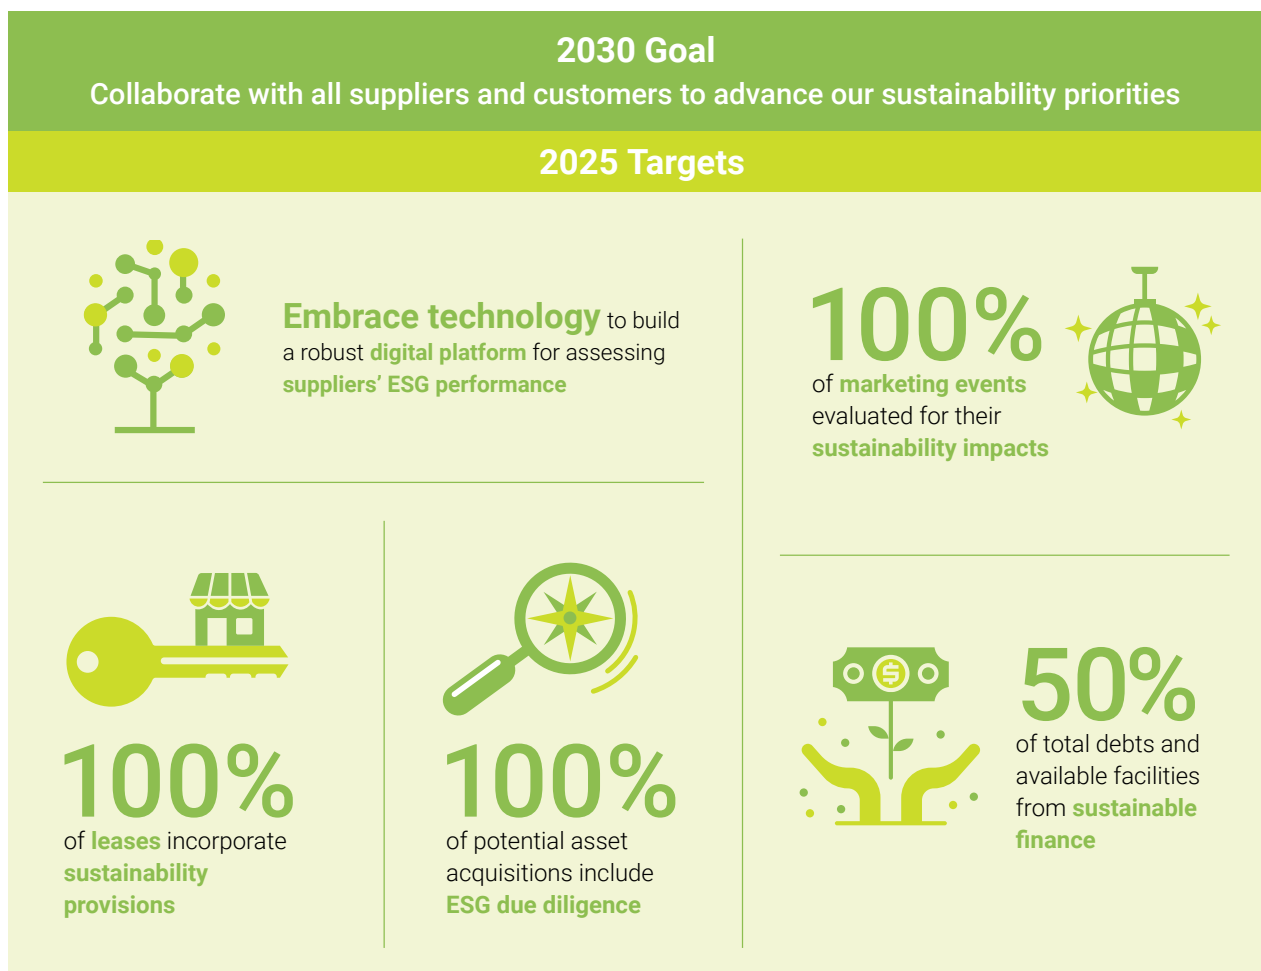 2030 Goal
Collaborate with all suppliers and customers to advance our sustainability priorities
2025 Targets
Embrace technology to build
a robust digital platform for assessing
suppliers’ ESG performance
100%
of marketing events
evaluated for their
sustainability impacts
100%
of leases incorporate
sustainability
provisions
100%
of potential asset
acquisitions include
ESG due diligence
$
50%
of total debts and
available facilities
from sustainable
finance